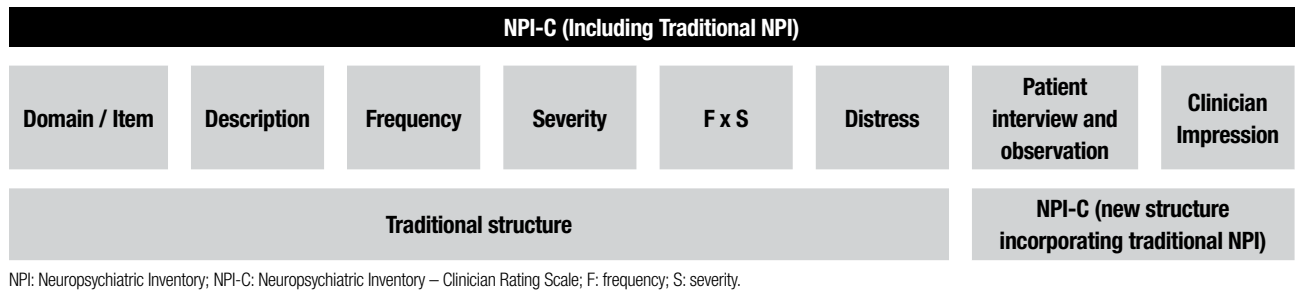 NPI-C (Including Traditional NPI)
Domain / Item
Description
Frequency
Severity
F x S
Distress
Patient
interview and
observation
Clinician
Impression
Traditional structure
NPI-C (new structure
incorporating traditional NPI)
NPI: Neuropsychiatric Inventory; NPI-C: Neuropsychiatric Inventory – Clinician Rating Scale; F: frequency; S: severity.